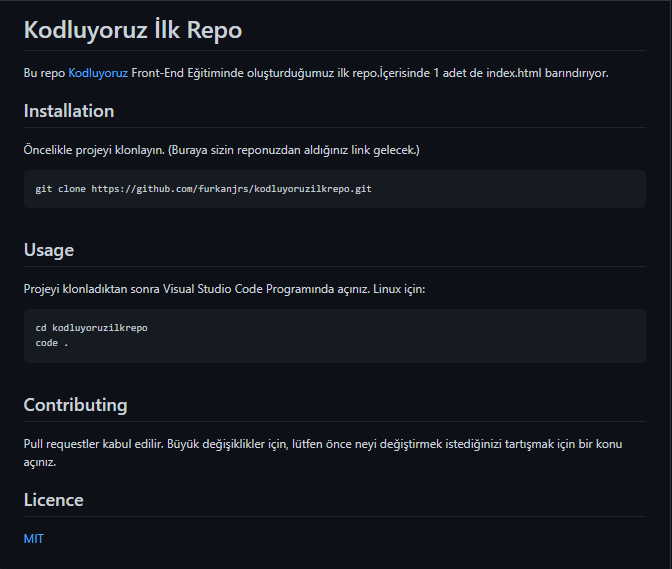 Kodluyoruz İlk Repo
Bu repo Kodluyoruz Front-End Eğitiminde oluşturduğumuz ilk repo.İçerisinde 1 adet de index.html barındırıyor.
Installation
Öncelikle projeyi klonlayın. (Buraya sizin reponuzdan aldığınız link gelecek.)
git clone https://github.com/furkanjrs/kodluyoruzilkrepo.git
Usage
Projeyi klonladıktan sonra Visual Studio Code Programında açınız. Linux için:
cd kodluyoruzilkrepo
code .
Contributing
Pull requestler kabul edilir. Büyük değişiklikler için, lütfen önce neyi değiştirmek istediğinizi tartışmak için bir konu
açınız.
Licence
MIT